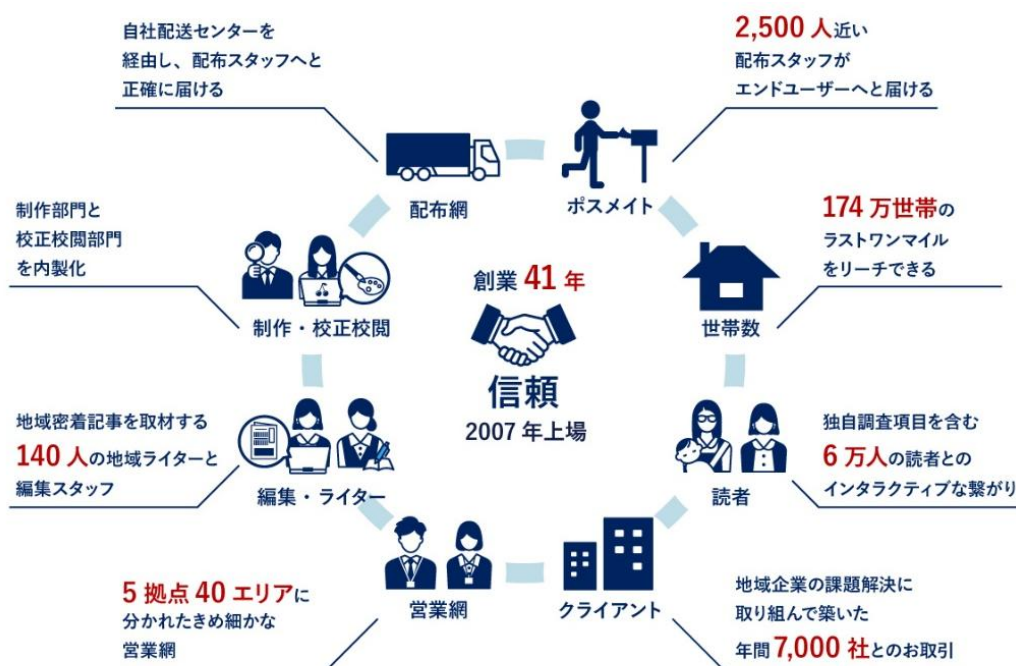 自社配送センターを
経由し、配布スタッフへと
正確に届ける
配布網
2,500 人近い
配布スタッフが
エンドユーザーへと届ける
ポスメイト
174 万世帯の
ラストワンマイル
をリーチできる
世帯数
制作部門と
校正校閲部門
を内製化
制作・校正校閲
創業 41 年
信頼
2007 年上場
地域密着記事を取材する
140 人の地域ライターと
編集スタッフ
編集・ライター
独自調査項目を含む
6 万人の読者との
インタラクティブな繋がり
読者
5 拠点 40 エリアに
分かれたきめ細かな
営業網
営業網
クライアント
地域企業の課題解決に
取り組んで築いた
年間 7,000 社とのお取引